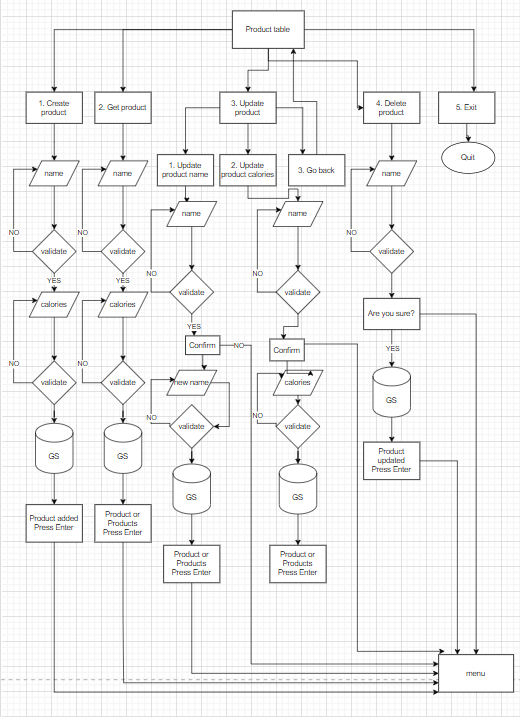 Product table
1. Create
product
2. Get product
3. Update
product
4. Delete
product
5. Exit
1. Update
product name
2. Update
product calories
3. Go back
Quit
name
name
name
name
name
NO
NO
NO
validate
validate
validate
NO
NO
YES
YES
validate
validate
calories
calories
Are you sure?
YES
Confirm
NO
Confirm
YES
NO
NO
validate
validate
new name
calories
GS
NO
NO
validate
validate
GS
GS
Product
updated
Press Enter
GS
GS
Product added
Press Enter
Product or
Products
Press Enter
Product or
Products
Press Enter
Product or
Products
Press Enter
menu